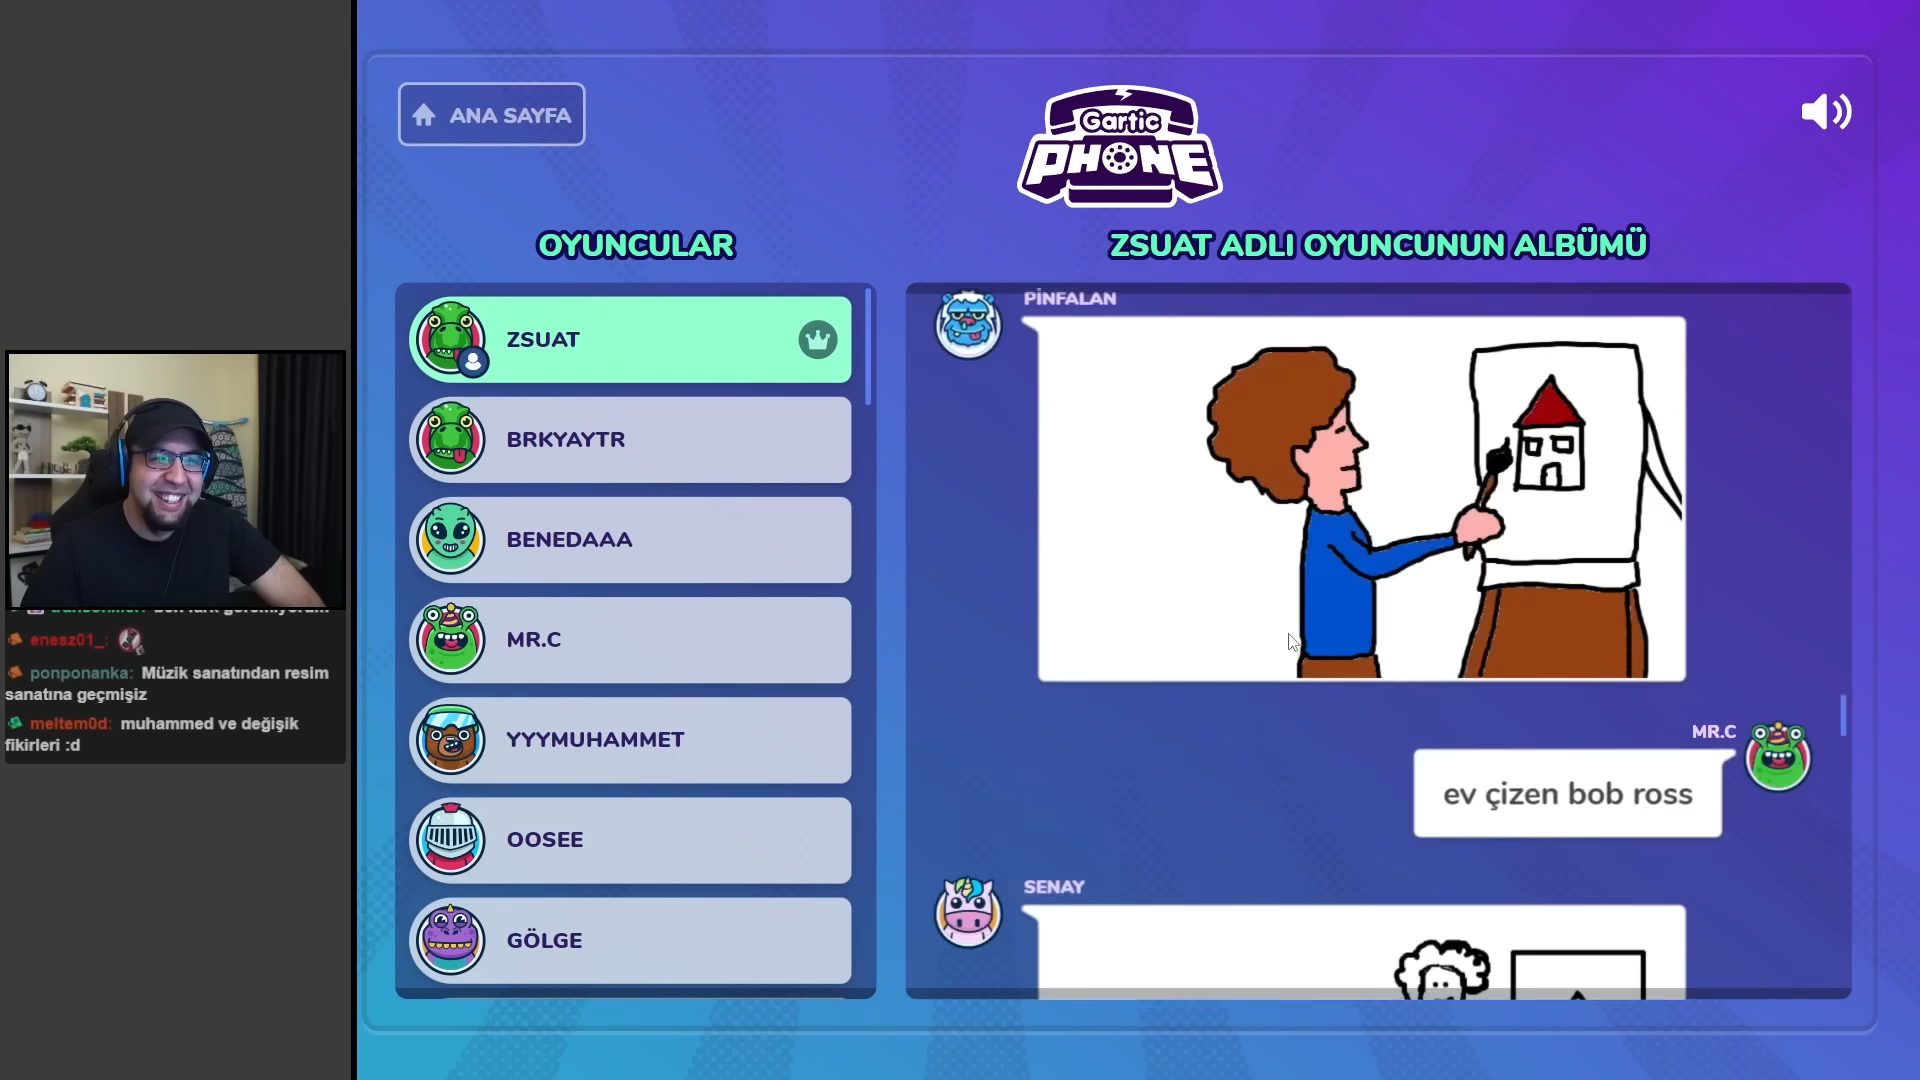 ANA SAYFA
Gartic
PHONE
OYUNCULAR
ZSUAT
BRKYAYTR
BENEDAAA
MR.C
YYYMUHAMMET
OOSEE
GÖLGE
ZSUAT ADLI OYUNCUNUN ALBÜMÜ
PİNFALAN
MR.C
ev çizen bob ross
SENAY
enesz01_:
ponponanka: Müzik sanatından resim
sanatına geçmişiz
meltem0d: muhammed ve değişik
fikirleri :d